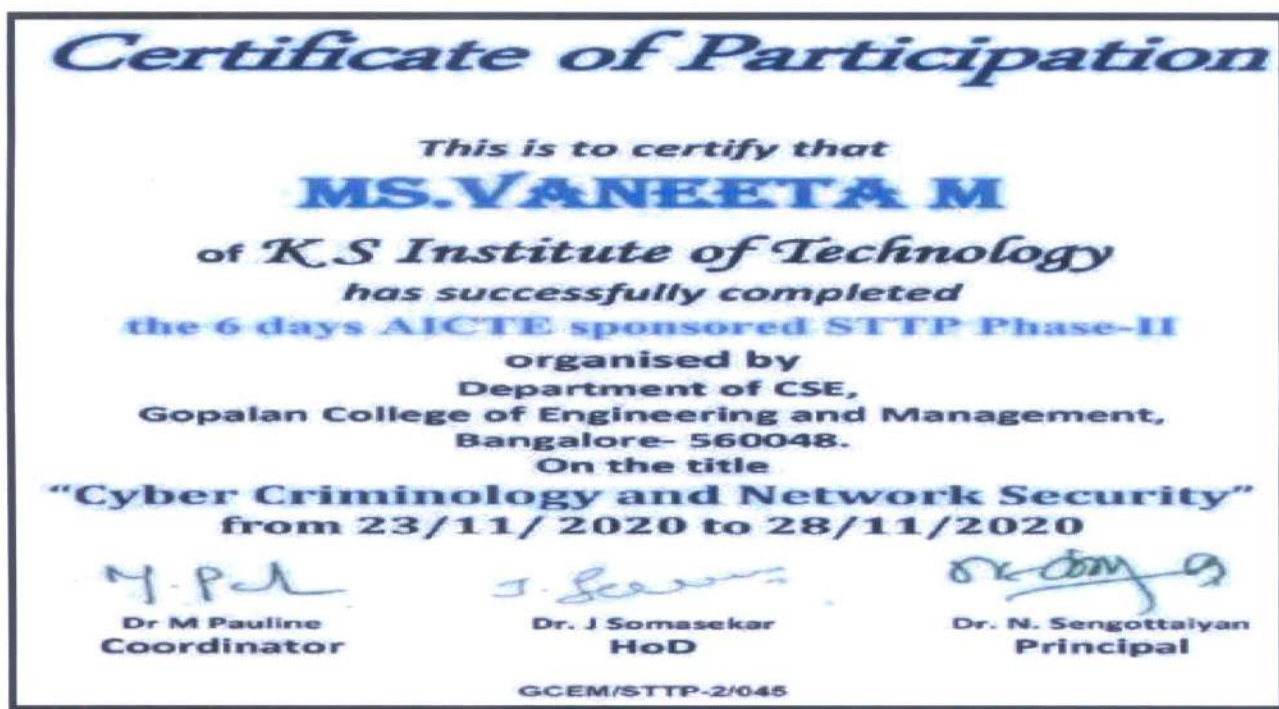 Certificate of Participation
This is to certify that
MS.VANEETA M
of K S Institute of Technology
has successfully completed
the 6 days AICTE sponsored STTP Phase-II
organised by
Department of CSE,
Gopalan College of Engineering and Management,
Bangalore- 560048.
On the title
“Cyber Criminology and Network Security”
from 23/11/ 2020 to 28/11/2020
M. Pal
Dr M Pauline Dr. J Somasekar Dr. N. Sengottaiyan
Coordinator HoD Principal
GCEM/STTP-2/045